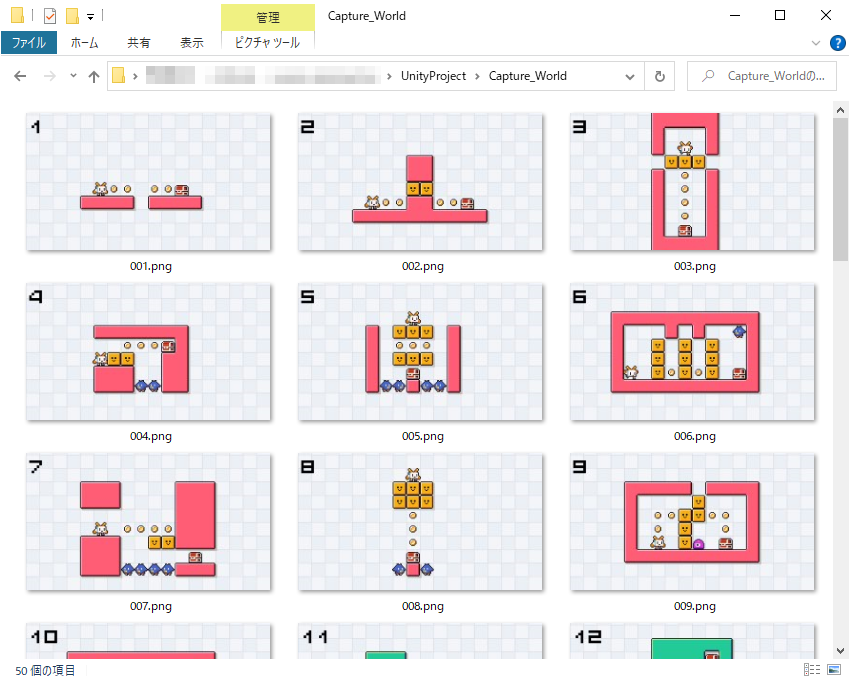 管理
Capture_World
ファイル ホーム 共有 表示 ピクチャ ツール
UnityProject Capture_World
Capture_Worldの...
1 2 3
001.png 002.png 003.png
4 5 6
004.png 005.png 006.png
7 8 9
007.png 008.png 009.png
10 11 12
50 個の項目